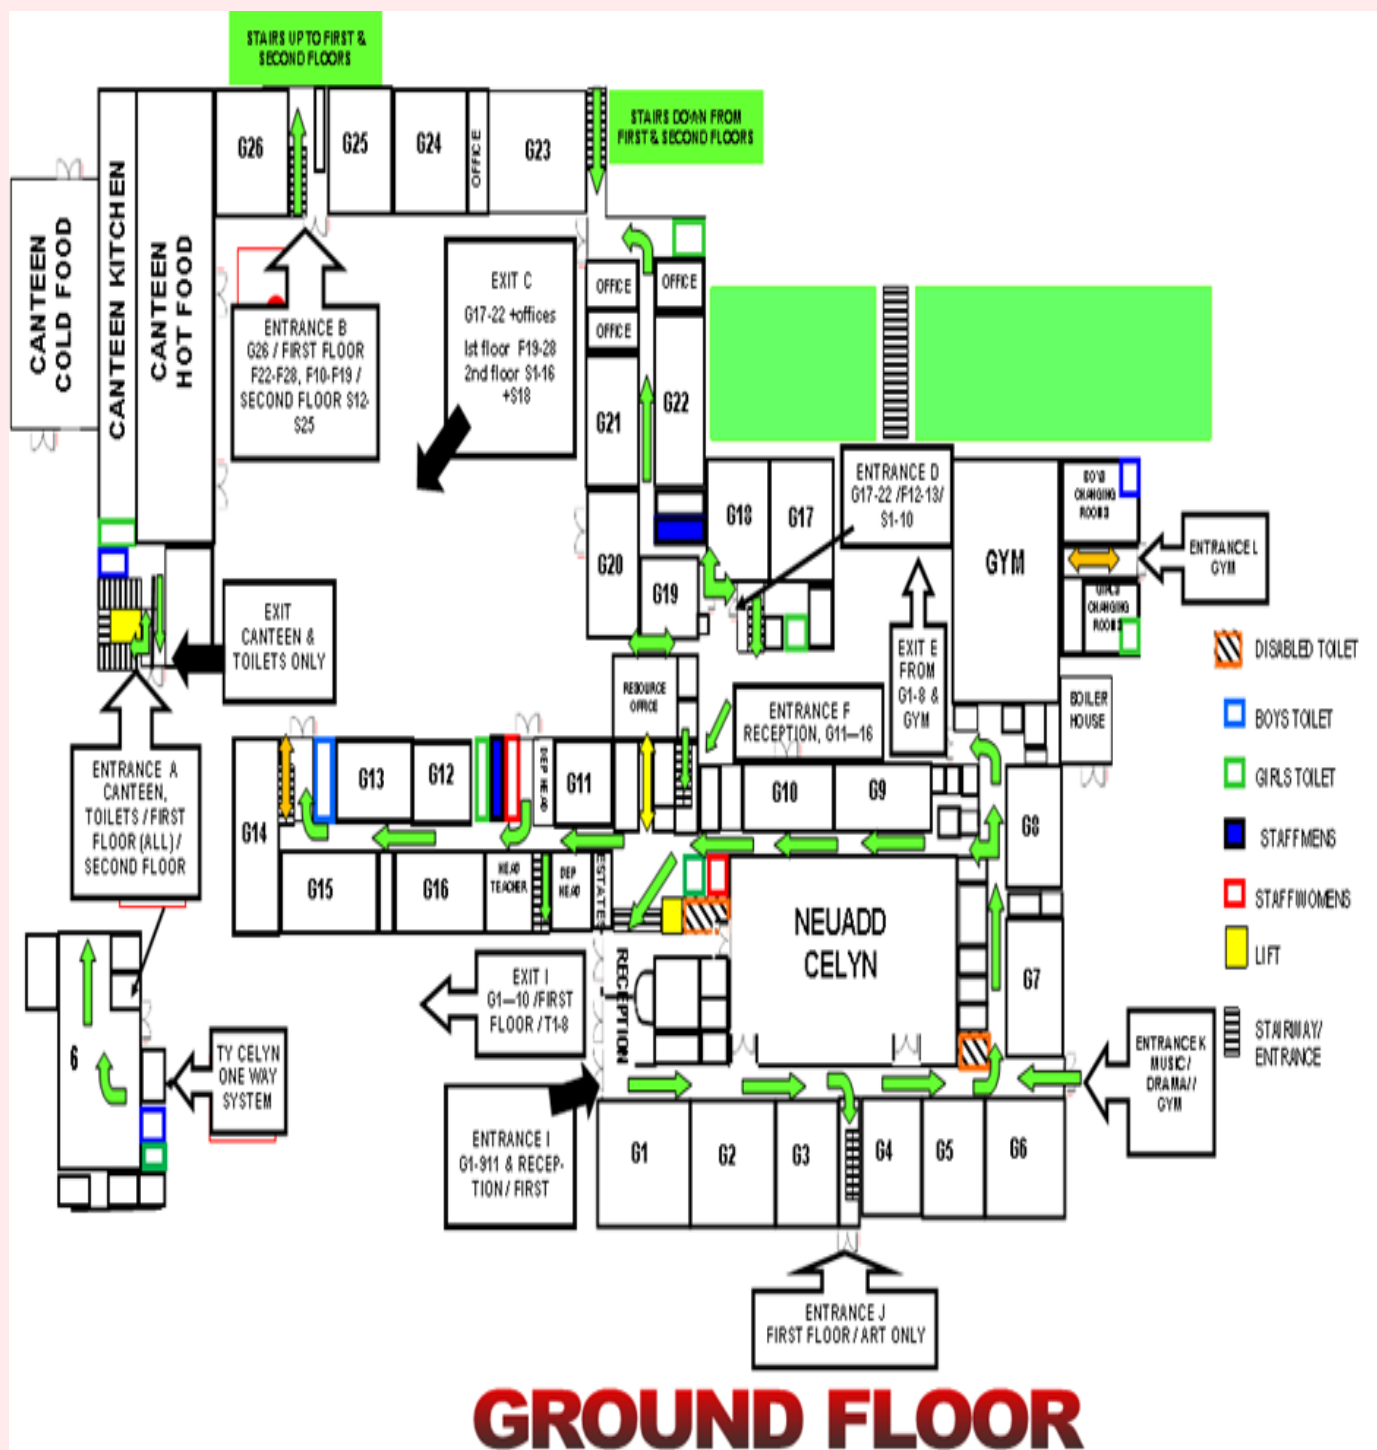 STAIRS UP TO FIRST &
SECOND FLOORS
STAIRS DOWN FROM
FIRST & SECOND FLOORS
CANTEEN
COLD FOOD
CANTEEN KITCHEN
CANTEEN
HOT FOOD
G26
G25
G24
OFFICE
G23
ENTRANCE B
G26 / FIRST FLOOR
F22-F28, F10-F19 /
SECOND FLOOR S12-
S25
EXIT C
G17-22 +offices
1st floor F19-28
2nd floor S1-16
+S18
OFFICE
OFFICE
OFFICE
G21
G22
G20
G19
G18
G17
ENTRANCE D
G17-22 /F12-13/
S1-10
GYM
BOYS
CHANGING
ROOMS
GIRLS
CHANGING
ROOMS
ENTRANCE L
GYM
EXIT
CANTEEN &
TOILETS ONLY
EXIT E
FROM
G1-8 &
GYM
BOILER
HOUSE
DISABLED TOILET
BOYS TOILET
GIRLS TOILET
STAFF MENS
STAFF WOMENS
LIFT
STAIRWAY/
ENTRANCE
RESOURCE
OFFICE
ENTRANCE F
RECEPTION, G11—16
ENTRANCE A
CANTEEN,
TOILETS / FIRST
FLOOR (ALL) /
SECOND FLOOR
G14
G13
G12
DEP HEAD
G11
G10
G9
G8
G15
G16
HEAD
TEACHER
DEP
HEAD
ESTATES
NEUADD
CELYN
RECEPTION
G7
EXIT I
G1—10 /FIRST
FLOOR / T1-8
ENTRANCE K
MUSIC/
DRAMA//
GYM
6
TY CELYN
ONE WAY
SYSTEM
ENTRANCE I
G1-911 & RECEP-
TION / FIRST
G1
G2
G3
G4
G5
G6
ENTRANCE J
FIRST FLOOR / ART ONLY
GROUND FLOOR